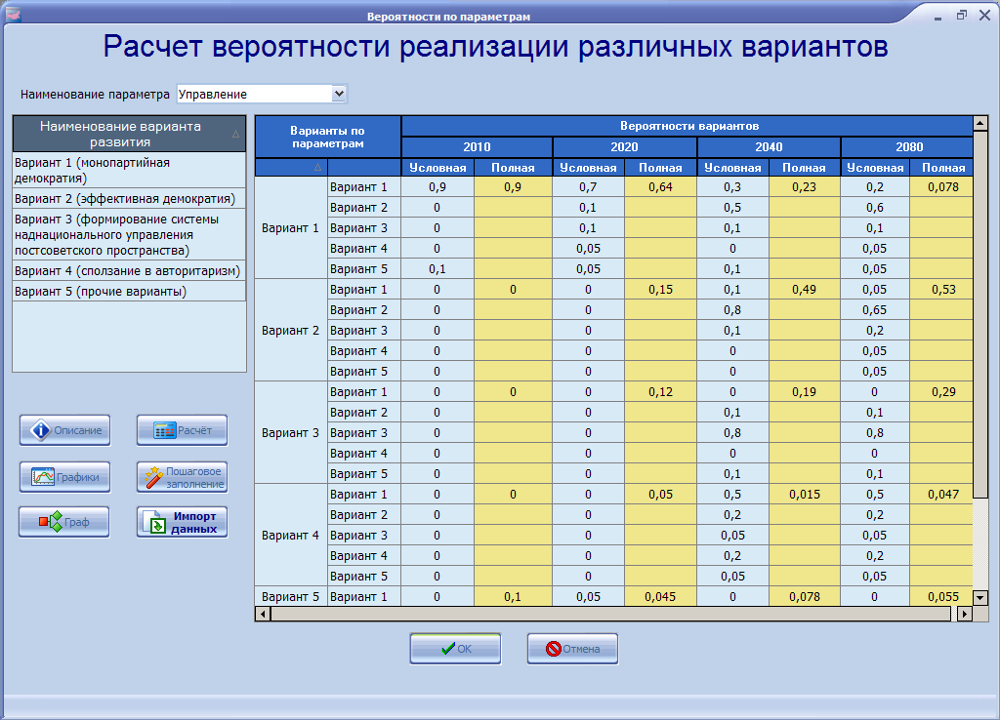 Вероятности по параметрам
Расчет вероятности реализации различных вариантов
Наименование параметра Управление
Наименование варианта
развития
Вариант 1 (монопартийная
демократия)
Вариант 2 (эффективная демократия)
Вариант 3 (формирование системы
наднационального управления
постсоветского пространства)
Вариант 4 (сползание в авторитаризм)
Вариант 5 (прочие варианты)
Описание
Расчёт
Графики
Пошаговое
заполнение
Граф
Импорт
данных
Варианты по
параметрам
Вероятности вариантов
2010 2020 2040 2080
Условная Полная Условная Полная Условная Полная Условная Полная
Вариант 1
Вариант 1 0,9 0,9 0,7 0,64 0,3 0,23 0,2 0,078
Вариант 2 0 0,1 0,5 0,6
Вариант 3 0 0,1 0,1 0,1
Вариант 4 0 0,05 0 0,05
Вариант 5 0,1 0,05 0,1 0,05
Вариант 2
Вариант 1 0 0 0 0,15 0,1 0,49 0,05 0,53
Вариант 2 0 0 0,8 0,65
Вариант 3 0 0 0,1 0,2
Вариант 4 0 0 0 0,05
Вариант 5 0 0 0 0,05
Вариант 3
Вариант 1 0 0 0 0,12 0 0,19 0 0,29
Вариант 2 0 0 0,1 0,1
Вариант 3 0 0 0,8 0,8
Вариант 4 0 0 0 0
Вариант 5 0 0 0,1 0,1
Вариант 4
Вариант 1 0 0 0 0,05 0,5 0,015 0,5 0,047
Вариант 2 0 0 0,2 0,2
Вариант 3 0 0 0,05 0,05
Вариант 4 0 0 0,2 0,2
Вариант 5 0 0 0,05 0,05
Вариант 5 Вариант 1 0 0,1 0,05 0,045 0 0,078 0 0,055
OK
Отмена